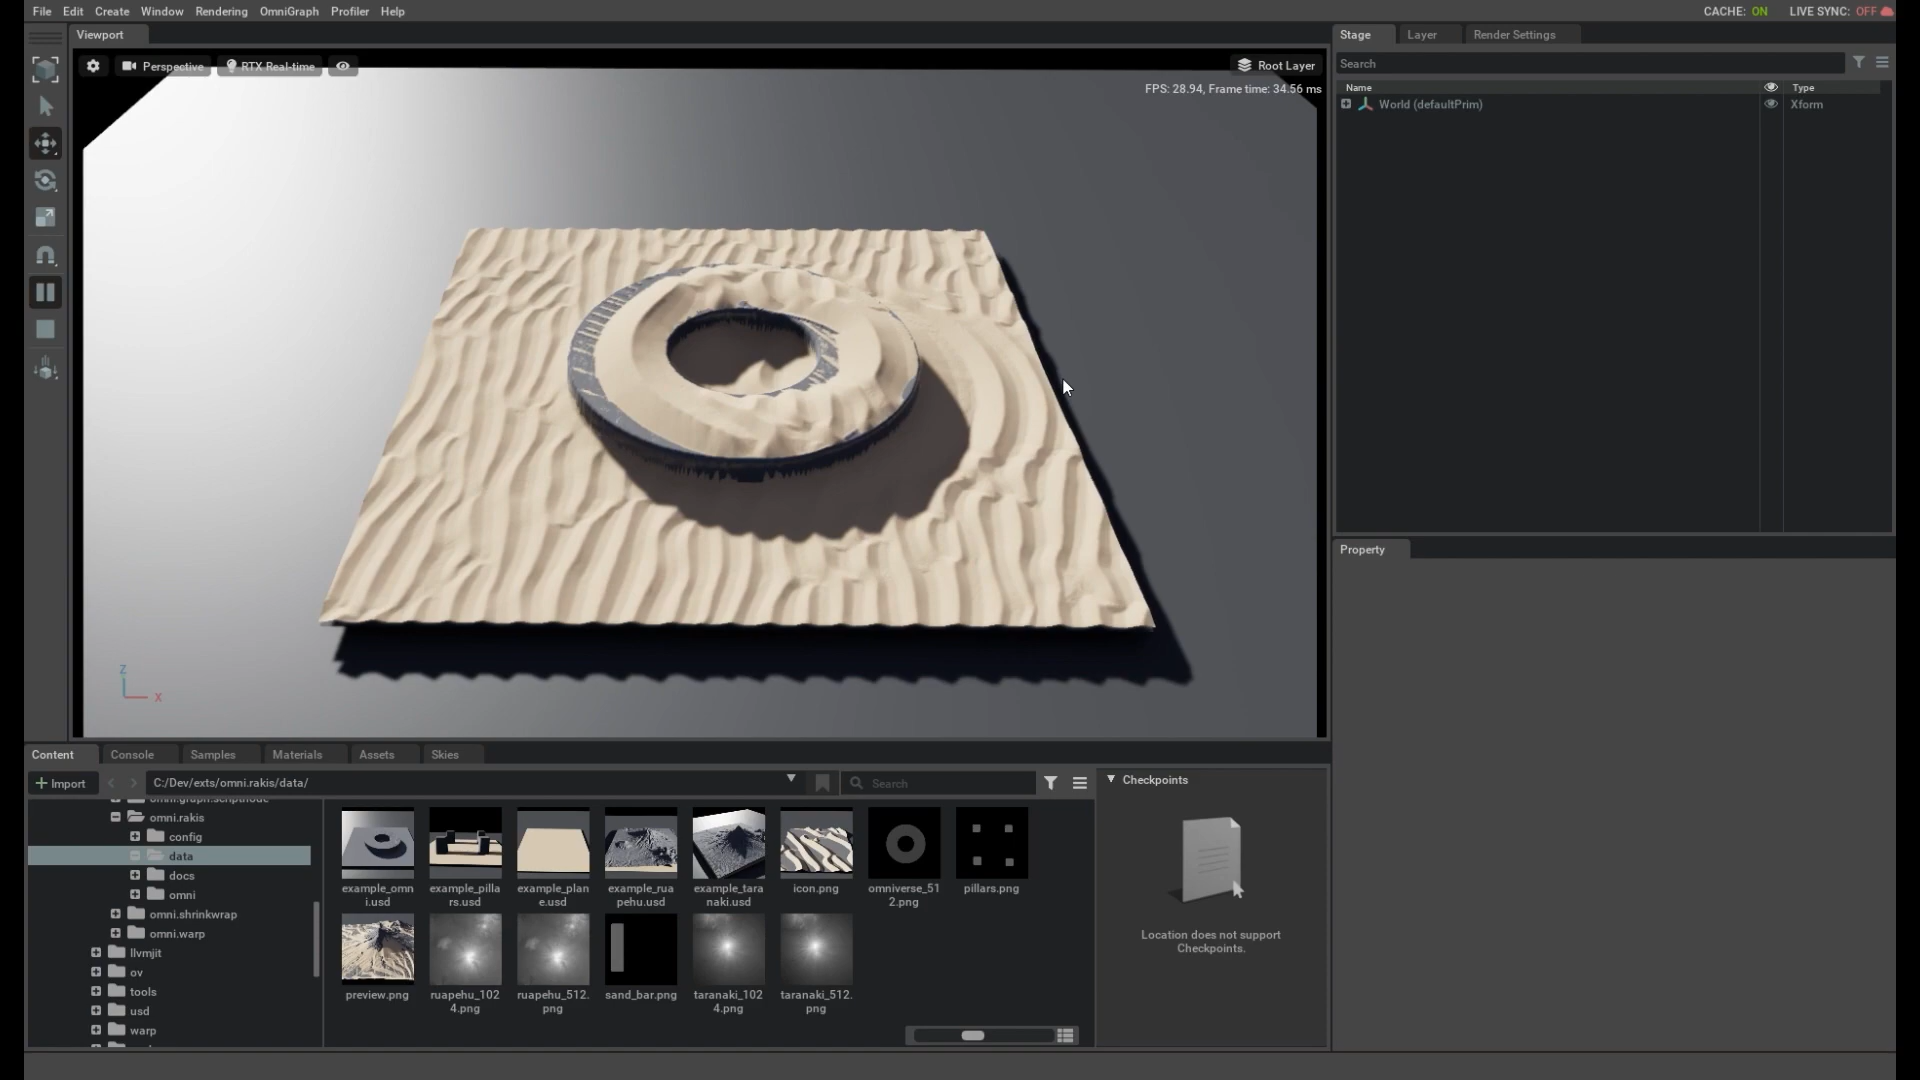 File Edit Create Window Rendering OmniGraph Profiler Help
CACHE: ON LIVE SYNC: OFF
Viewport
Perspective
RTX Real-time
Root Layer
FPS: 28.94, Frame time: 34.56 ms
Z
X
Stage Layer Render Settings
Search
Name Type
World (defaultPrim) Xform
Property
Content Console Samples Materials Assets Skies
Import
C:/Dev/exts/omni.rakis/data/
Search
omni.graph.scriptnode
omni.rakis
config
data
docs
omni
omni.shrinkwrap
omni.warp
llvmjit
ov
tools
usd
warp
example_omn
i.usd
example_pilla
rs.usd
example_plan
e.usd
example_rua
pehu.usd
example_tara
naki.usd
icon.png
omniverse_51
2.png
pillars.png
preview.png
ruapehu_102
4.png
ruapehu_512.
png
sand_bar.png
taranaki_102
4.png
taranaki_512.
png
Checkpoints
Location does not support
Checkpoints.